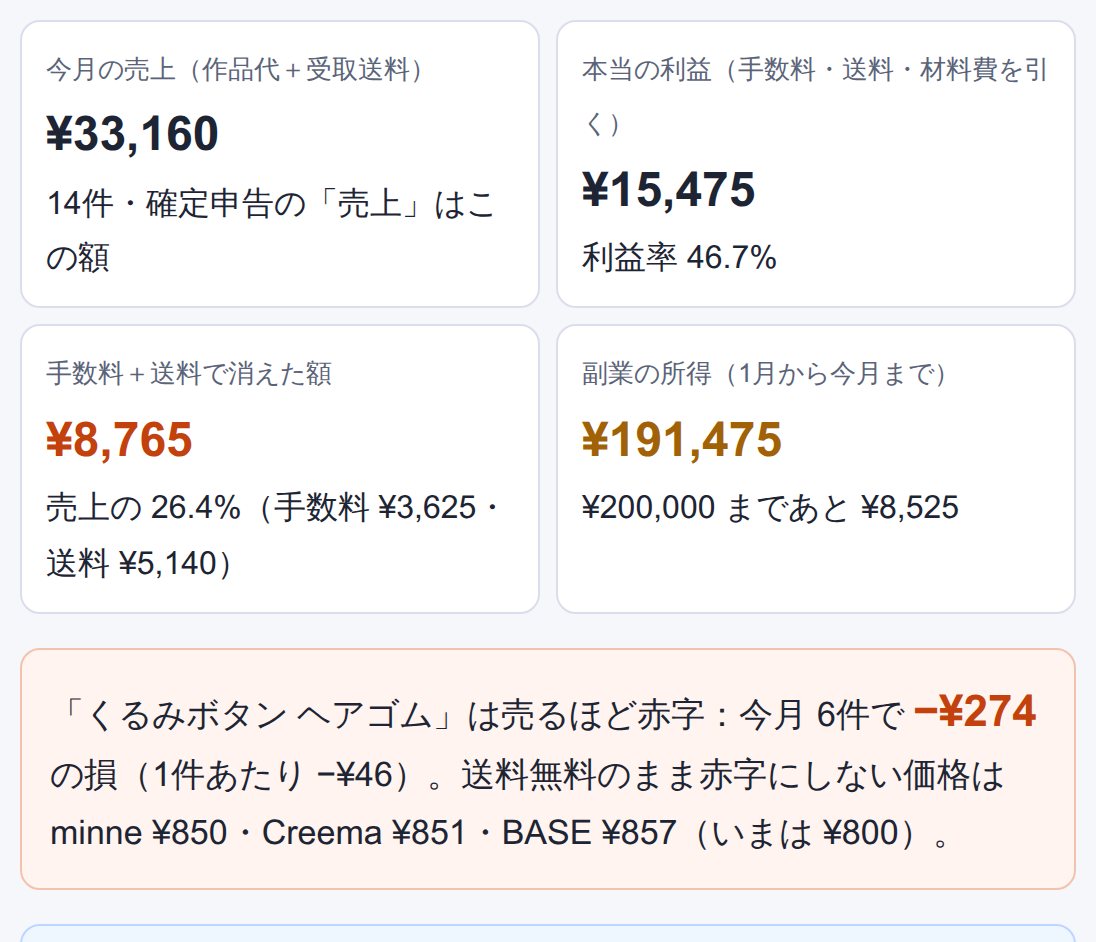 今月の売上（作品代＋受取送料）
¥33,160
14件・確定申告の「売上」はこ
の額
本当の利益（手数料・送料・材料費を引
く）
¥15,475
利益率 46.7%
手数料＋送料で消えた額
¥8,765
売上の 26.4%（手数料 ¥3,625・
送料 ¥5,140）
副業の所得（1月から今月まで）
¥191,475
¥200,000 まであと ¥8,525
「くるみボタン ヘアゴム」は売るほど赤字：今月 6件で −¥274
の損（1件あたり −¥46）。送料無料のまま赤字にしない価格は
minne ¥850・Creema ¥851・BASE ¥857（いまは ¥800）。